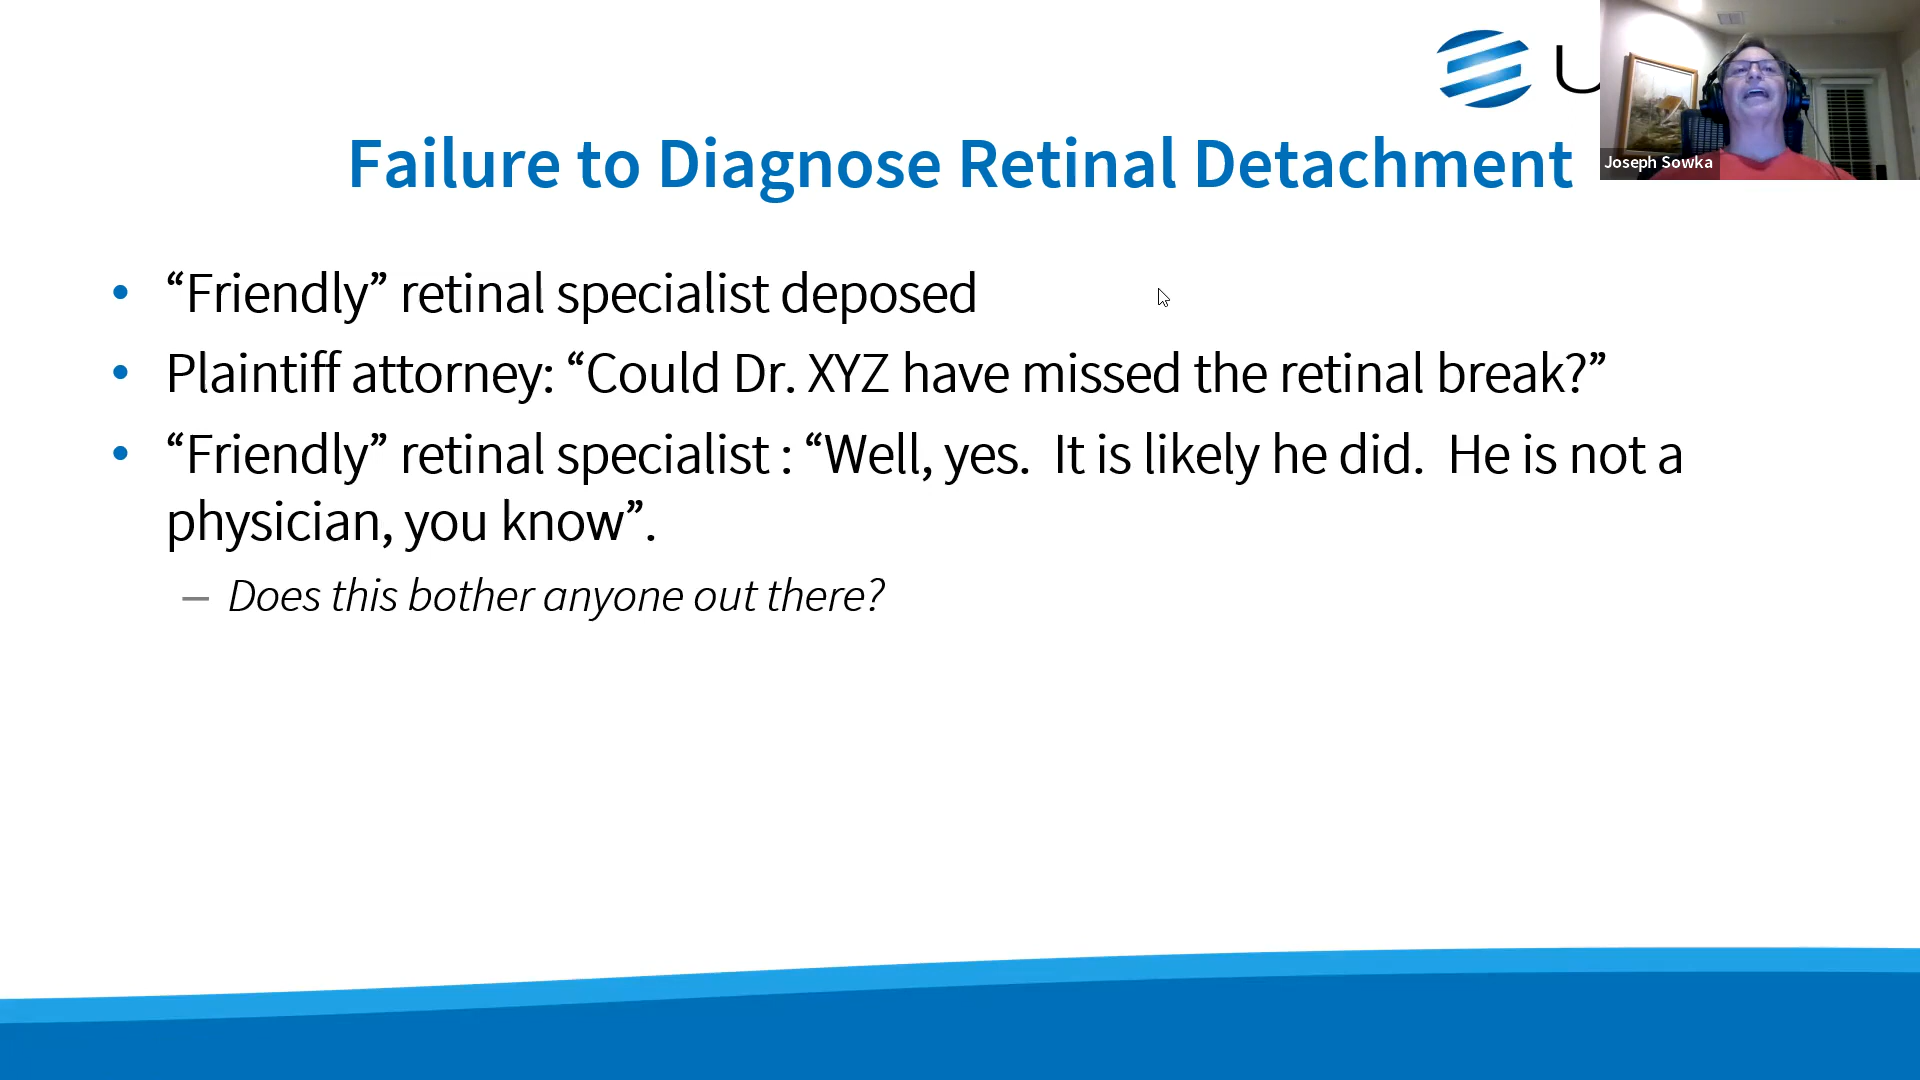 U
Joseph Sowka
Failure to Diagnose Retinal Detachment
• “Friendly” retinal specialist deposed
• Plaintiff attorney: “Could Dr. XYZ have missed the retinal break?”
• “Friendly” retinal specialist : “Well, yes.  It is likely he did.  He is not a
physician, you know”.
– Does this bother anyone out there?